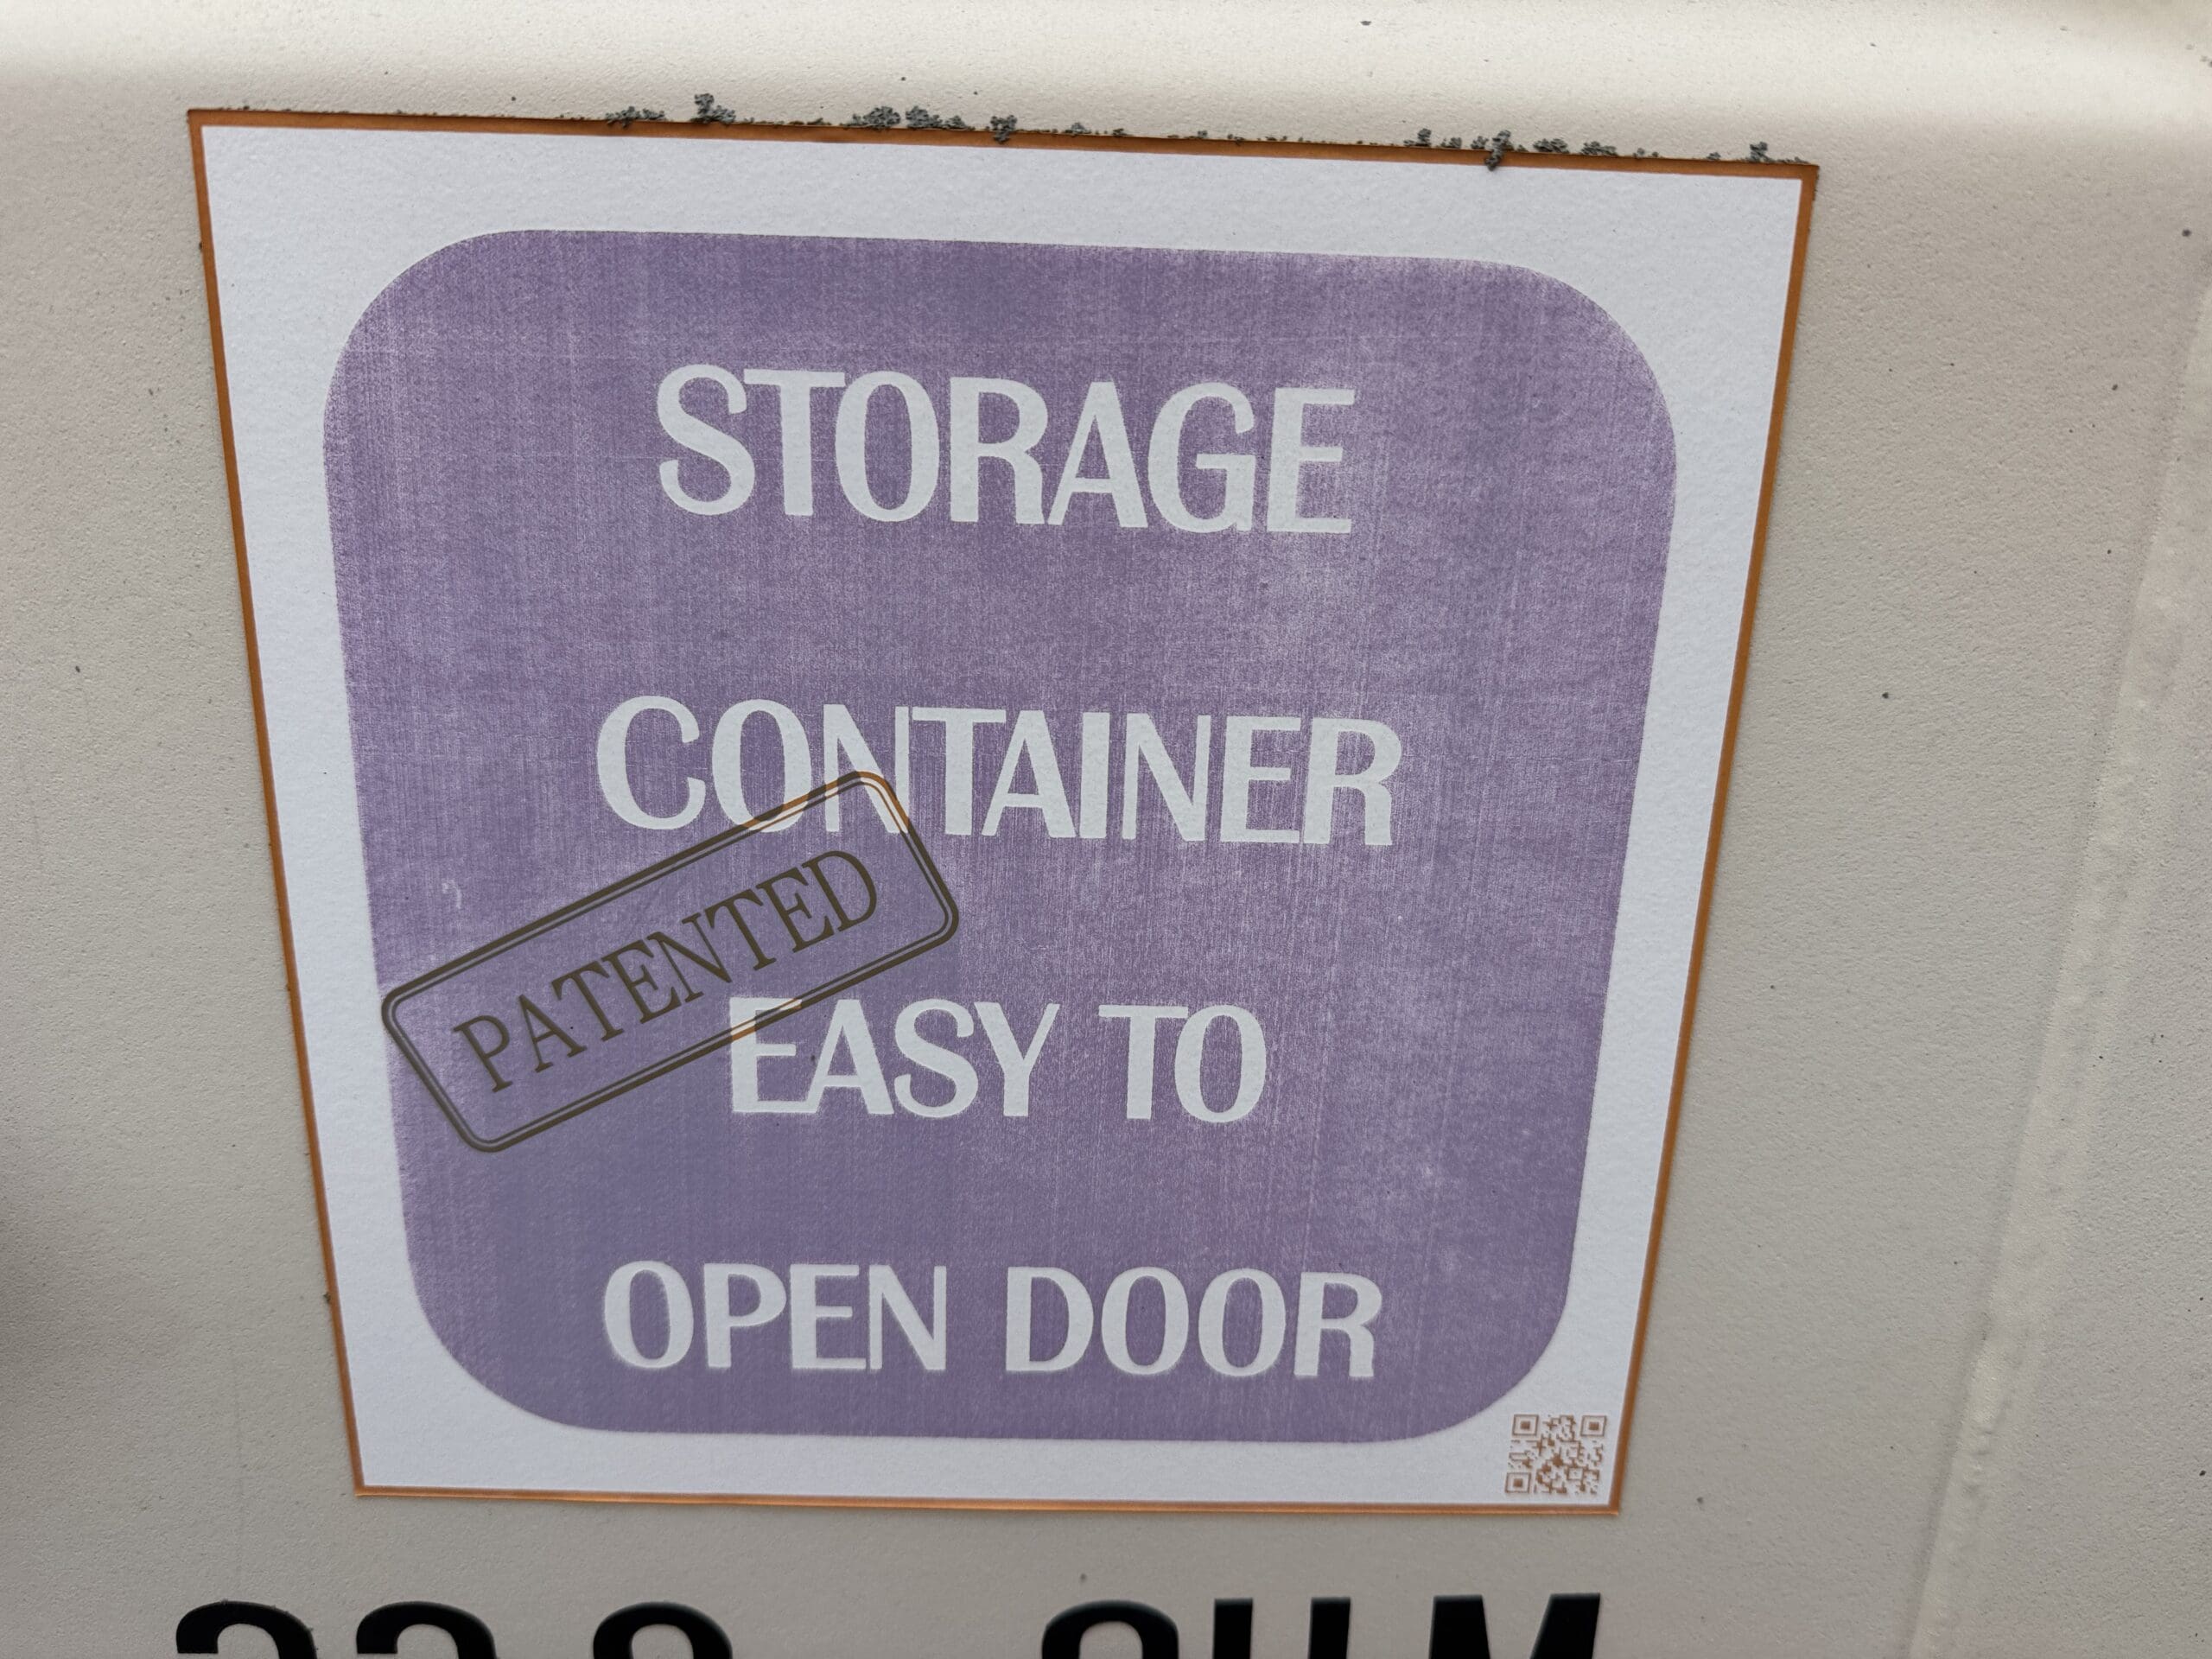 STORAGE
CONTAINER
PATENTED
EASY TO
OPEN DOOR